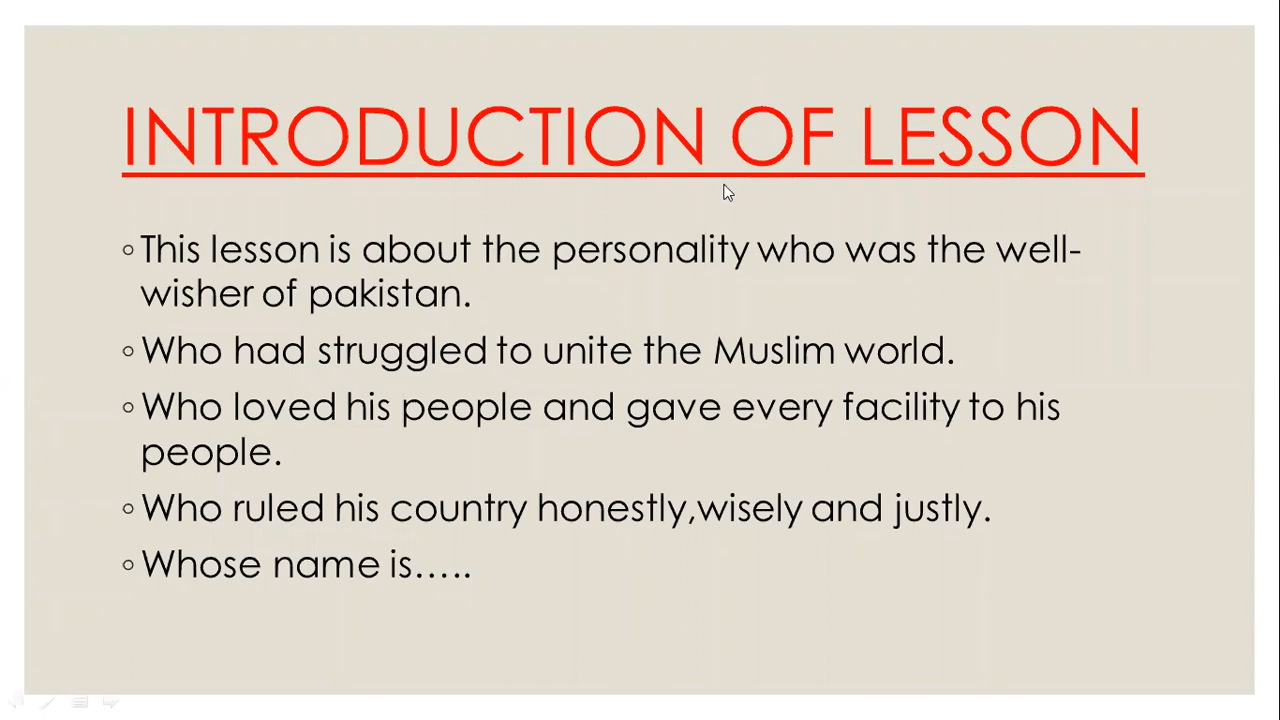 INTRODUCTION OF LESSON
◦This lesson is about the personality who was the well-
wisher of pakistan.
◦Who had struggled to unite the Muslim world.
◦Who loved his people and gave every facility to his
people.
◦Who ruled his country honestly,wisely and justly.
◦Whose name is…..